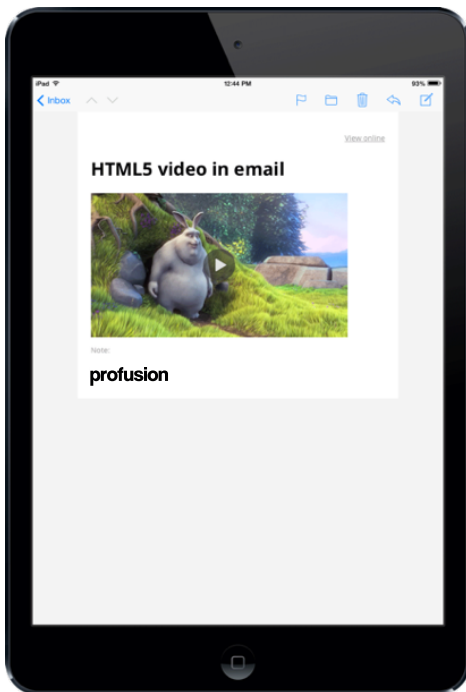 iPad 12:44 PM 93%
Inbox
View online
HTML5 video in email
Note:
profusion